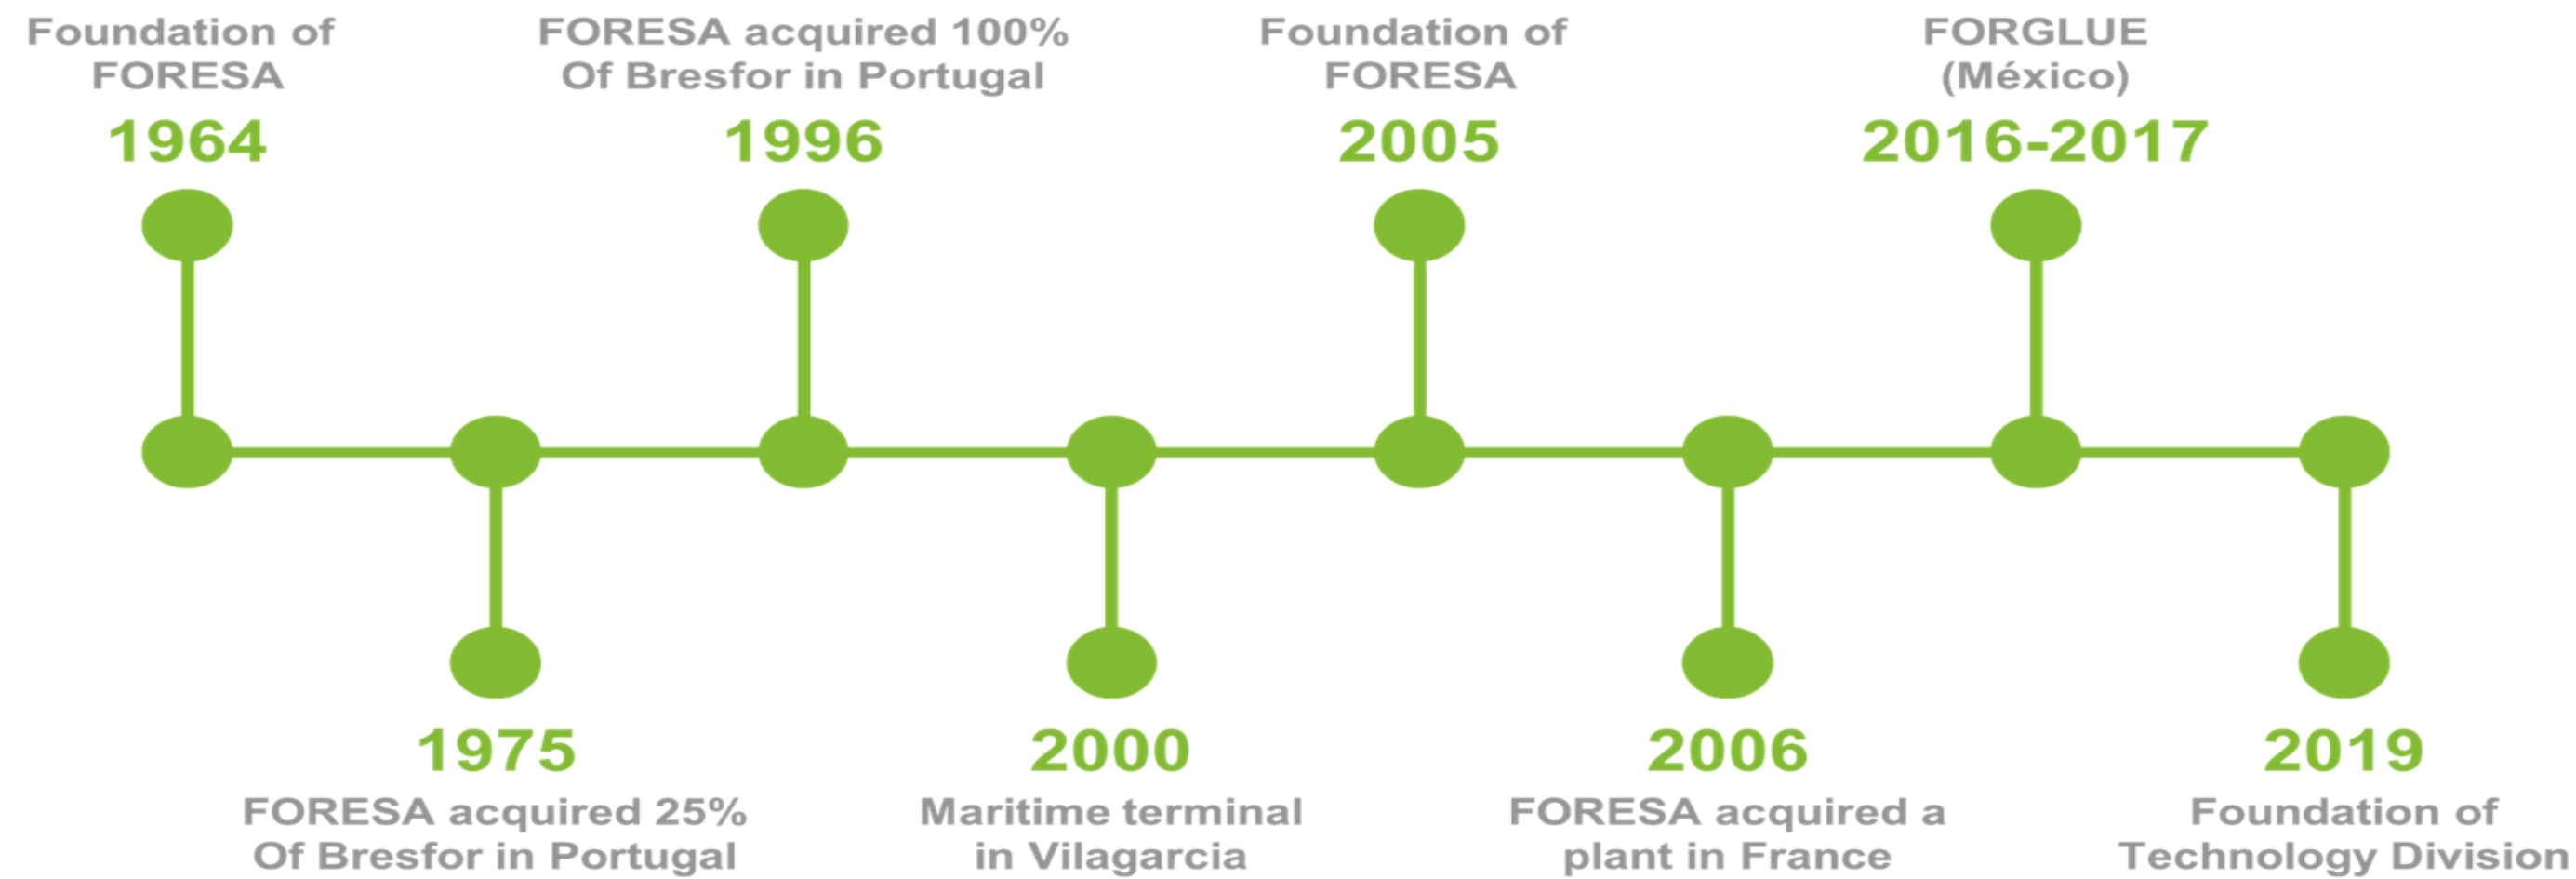 Foundation of
FORESA
1964
FORESA acquired 100%
Of Bresfor in Portugal
1996
Foundation of
FORESA
2005
FORGLUE
(México)
2016-2017
1975
FORESA acquired 25%
Of Bresfor in Portugal
2000
Maritime terminal
in Vilagarcia
2006
FORESA acquired a
plant in France
2019
Foundation of
Technology Division